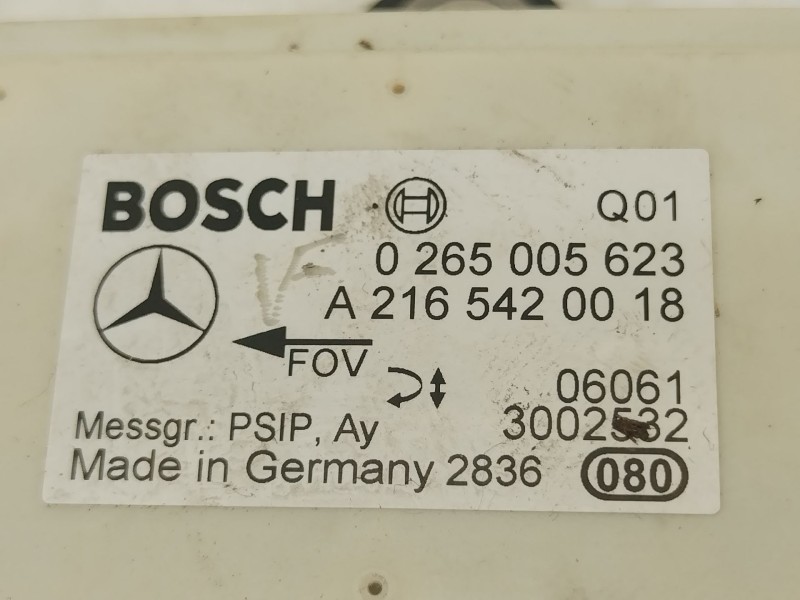 BOSCH Q01
0 265 005 623
A 216 542 00 18
FOV
06061
Messgr.: PSIP, Ay 3002532
Made in Germany 2836 080